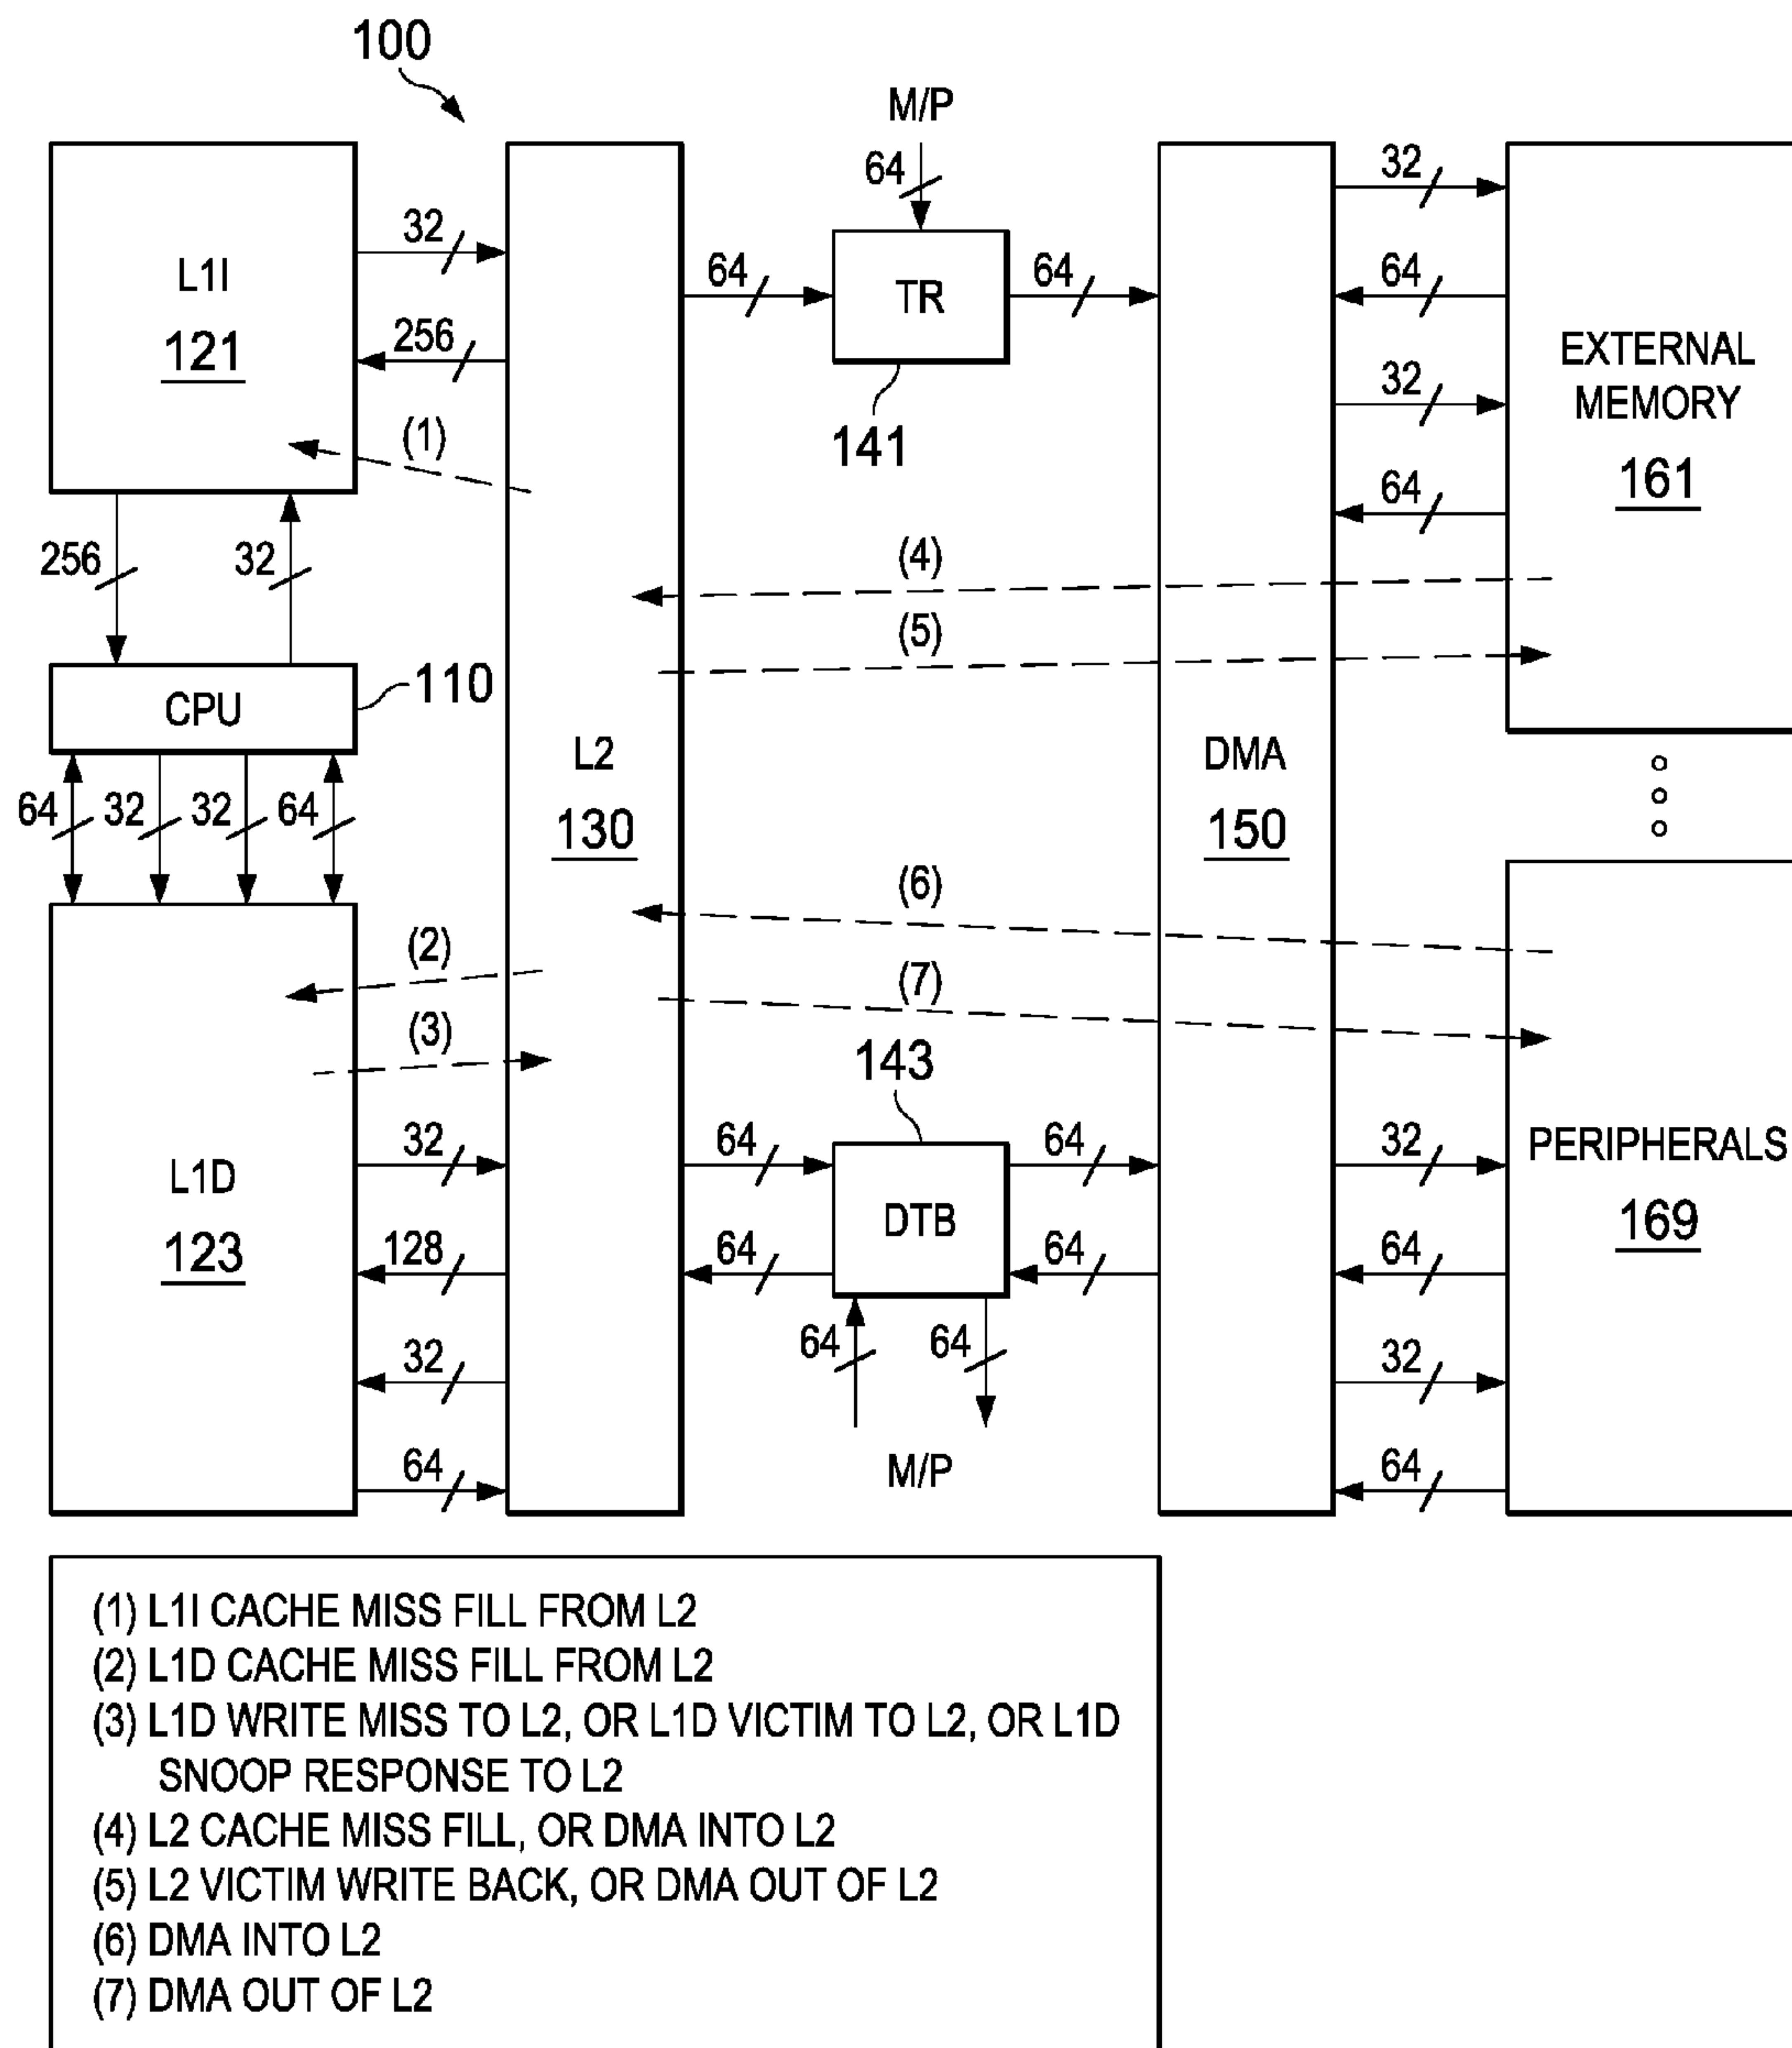 100
M/P
64
32
32
L1I
121
64
TR
64
64
256
EXTERNAL
MEMORY
161
32
141
(1)
64
256
32
(4)
(5)
CPU
110
L2
130
DMA
150
64
32
32
64
(6)
(2)
(7)
(3)
143
32
64
64
32
PERIPHERALS
169
L1D
123
DTB
128
64
64
64
64
64
32
32
M/P
64
64
(1) L1I CACHE MISS FILL FROM L2
(2) L1D CACHE MISS FILL FROM L2
(3) L1D WRITE MISS TO L2, OR L1D VICTIM TO L2, OR L1D
SNOOP RESPONSE TO L2
(4) L2 CACHE MISS FILL, OR DMA INTO L2
(5) L2 VICTIM WRITE BACK, OR DMA OUT OF L2
(6) DMA INTO L2
(7) DMA OUT OF L2